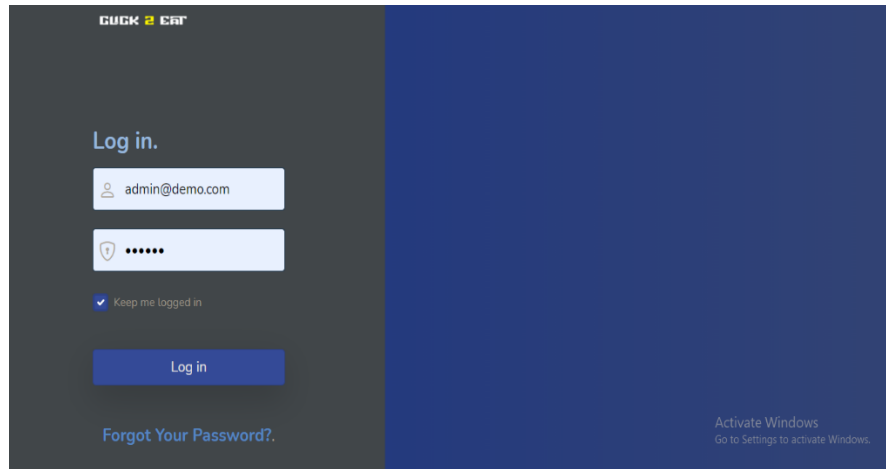 CLICK 2 EAT
Log in.
admin@demo.com
••••••
Keep me logged in
Log in
Forgot Your Password?.
Activate Windows
Go to Settings to activate Windows.